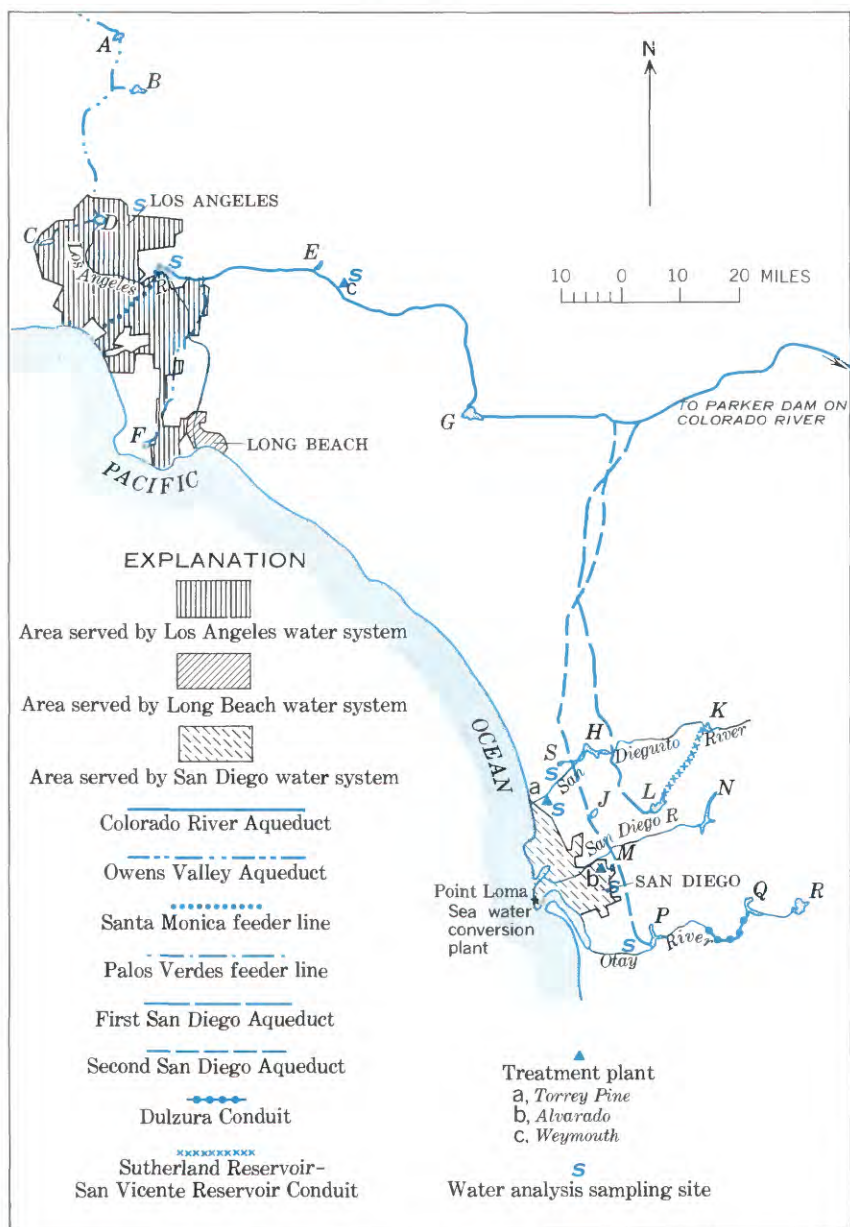 A
B
N
S
LOS ANGELES
C
D
Los Angeles
R
S
E
S
c
10 0 10 20 MILES
G
TO PARKER DAM ON
COLORADO RIVER
F
LONG BEACH
PACIFIC
OCEAN
EXPLANATION
Area served by Los Angeles water system
Area served by Long Beach water system
Area served by San Diego water system
Colorado River Aqueduct
Owens Valley Aqueduct
Santa Monica feeder line
Palos Verdes feeder line
First San Diego Aqueduct
Second San Diego Aqueduct
Dulzura Conduit
Sutherland Reservoir–
San Vicente Reservoir Conduit
K
H
S
San Dieguito River
S
a
S
L
J
N
San Diego R
M
b
S
SAN DIEGO
Point Loma
Sea water
conversion
plant
Q
R
P
S
Otay River
Treatment plant
a, Torrey Pine
b, Alvarado
c, Weymouth
S
Water analysis sampling site